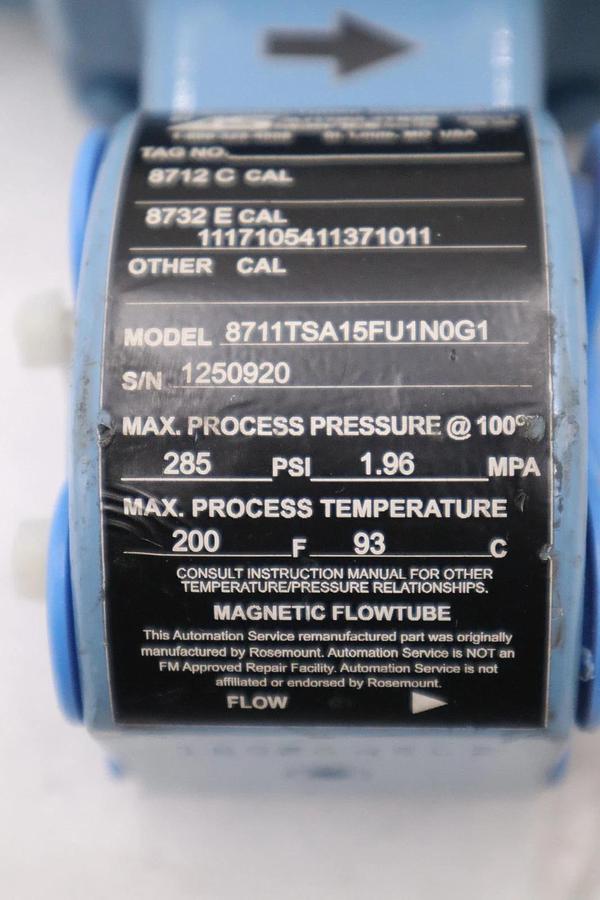 TAG NO.
8712 C CAL
8732 E CAL
1117105411371011
OTHER CAL
MODEL 8711TSA15FU1N0G1
S/N 1250920
MAX. PROCESS PRESSURE @ 100°
285 PSI 1.96 MPA
MAX. PROCESS TEMPERATURE
200 F 93 C
CONSULT INSTRUCTION MANUAL FOR OTHER
TEMPERATURE/PRESSURE RELATIONSHIPS.
MAGNETIC FLOWTUBE
This Automation Service remanufactured part was originally
manufactured by Rosemount. Automation Service is NOT an
FM Approved Repair Facility. Automation Service is not
affiliated or endorsed by Rosemount.
FLOW